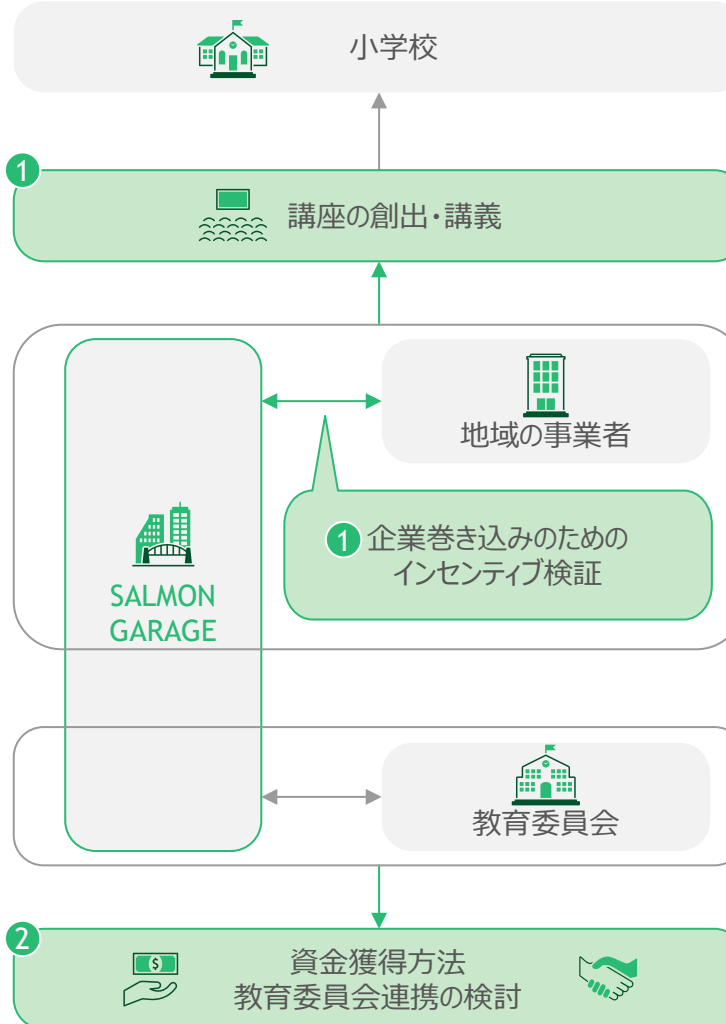 小学校
1
講座の創出・講義
地域の事業者
1 企業巻き込みのための
インセンティブ検証
SALMON
GARAGE
教育委員会
2
$
資金獲得方法
教育委員会連携の検討